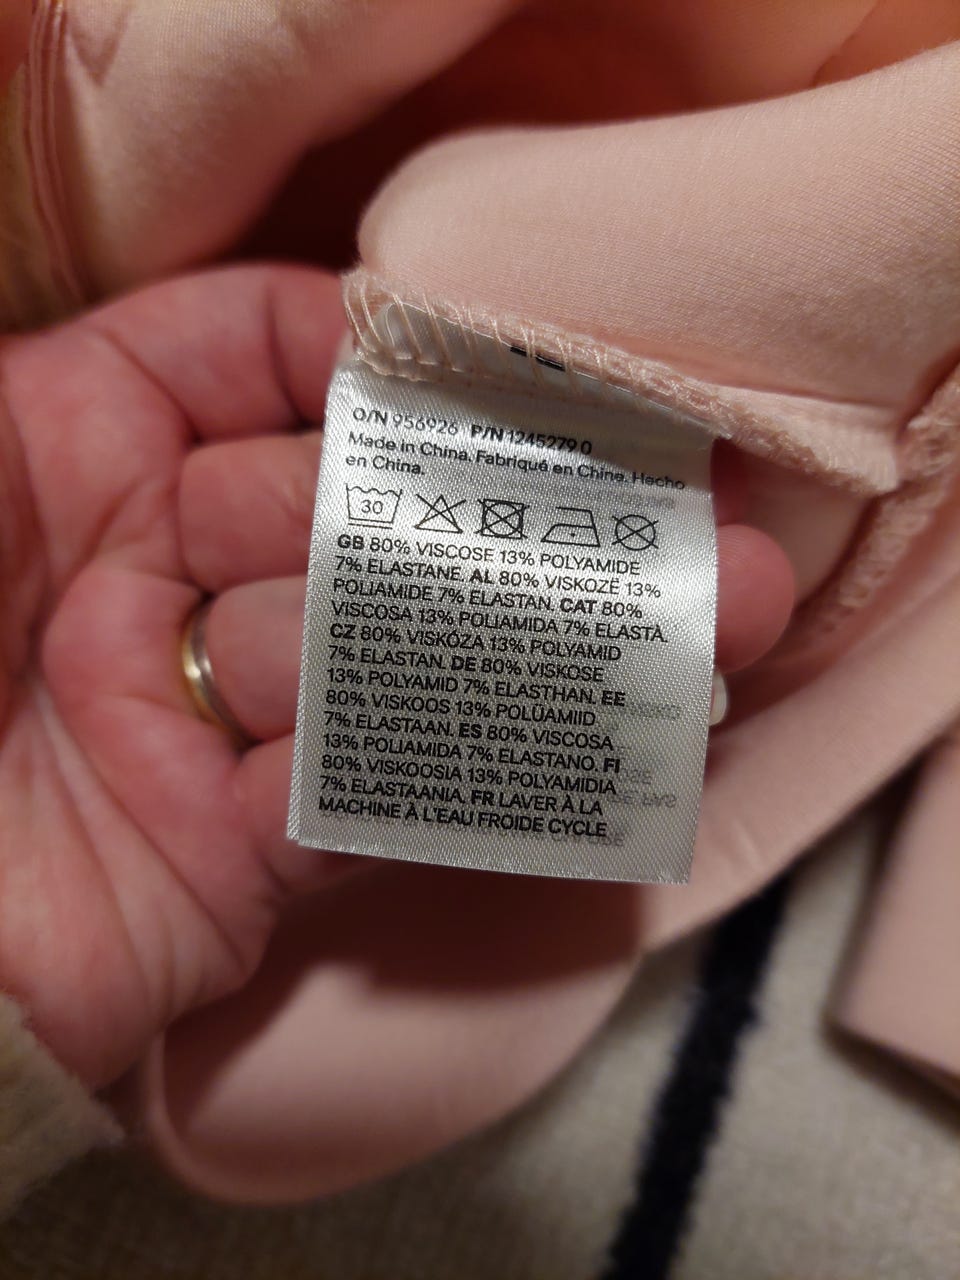 O/N 956926 P/N 1245279 0
Made in China. Fabriqué en Chine. Hecho
en China.
30
GB 80% VISCOSE 13% POLYAMIDE
7% ELASTANE. AL 80% VISKOZË 13%
POLIAMIDE 7% ELASTAN. CAT 80%
VISCOSA 13% POLIAMIDA 7% ELASTÀ.
CZ 80% VISKÓZA 13% POLYAMID
7% ELASTAN. DE 80% VISKOSE
13% POLYAMID 7% ELASTHAN. EE
80% VISKOOS 13% POLÜAMIID
7% ELASTAAN. ES 80% VISCOSA
13% POLIAMIDA 7% ELASTANO. FI
80% VISKOOSIA 13% POLYAMIDIA
7% ELASTAANIA. FR LAVER À LA
MACHINE À L'EAU FROIDE CYCLE